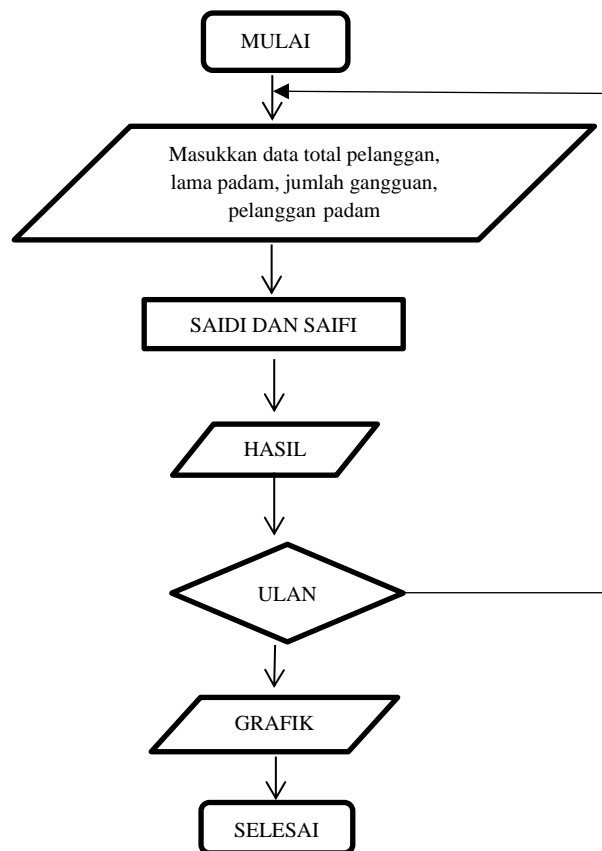 MULAI
Masukkan data total pelanggan,
lama padam, jumlah gangguan,
pelanggan padam
SAIDI DAN SAIFI
HASIL
ULAN
GRAFIK
SELESAI